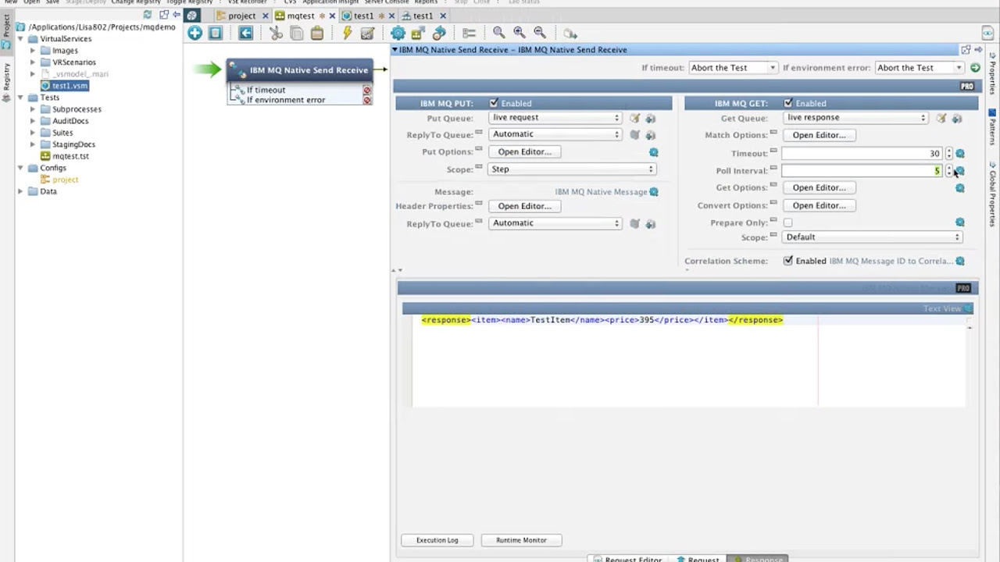 New Open Save Stage/Deploy Change Registry Toggle Registry VSE Recorder CVS Application Insight Server Console Reports Stop Close Lab Status
project mqtest test1 test1
Project
Registry
/Applications/Lisa802/Projects/mqdemo
VirtualServices
Images
VRScenarios
_vsmodel_.mari
test1.vsm
Tests
Subprocesses
AuditDocs
Suites
StagingDocs
mqtest.tst
Configs
project
Data
IBM MQ Native Send Receive
If timeout
If environment error
IBM MQ Native Send Receive – IBM MQ Native Send Receive
If timeout: Abort the Test If environment error: Abort the Test
PRO
IBM MQ PUT: Enabled
Put Queue: live request
ReplyTo Queue: Automatic
Put Options: Open Editor...
Scope: Step
Message: IBM MQ Native Message
Header Properties: Open Editor...
ReplyTo Queue: Automatic
IBM MQ GET: Enabled
Get Queue: live response
Match Options: Open Editor...
Timeout: 30
Poll Interval: 5
Get Options: Open Editor...
Convert Options: Open Editor...
Prepare Only:
Scope: Default
Correlation Scheme: Enabled IBM MQ Message ID to Correla...
PRO
Text View
<response><item><name>TestItem</name><price>395</price></item></response>
Execution Log Runtime Monitor
Request Editor Request Response
Properties
Patterns
Global Properties